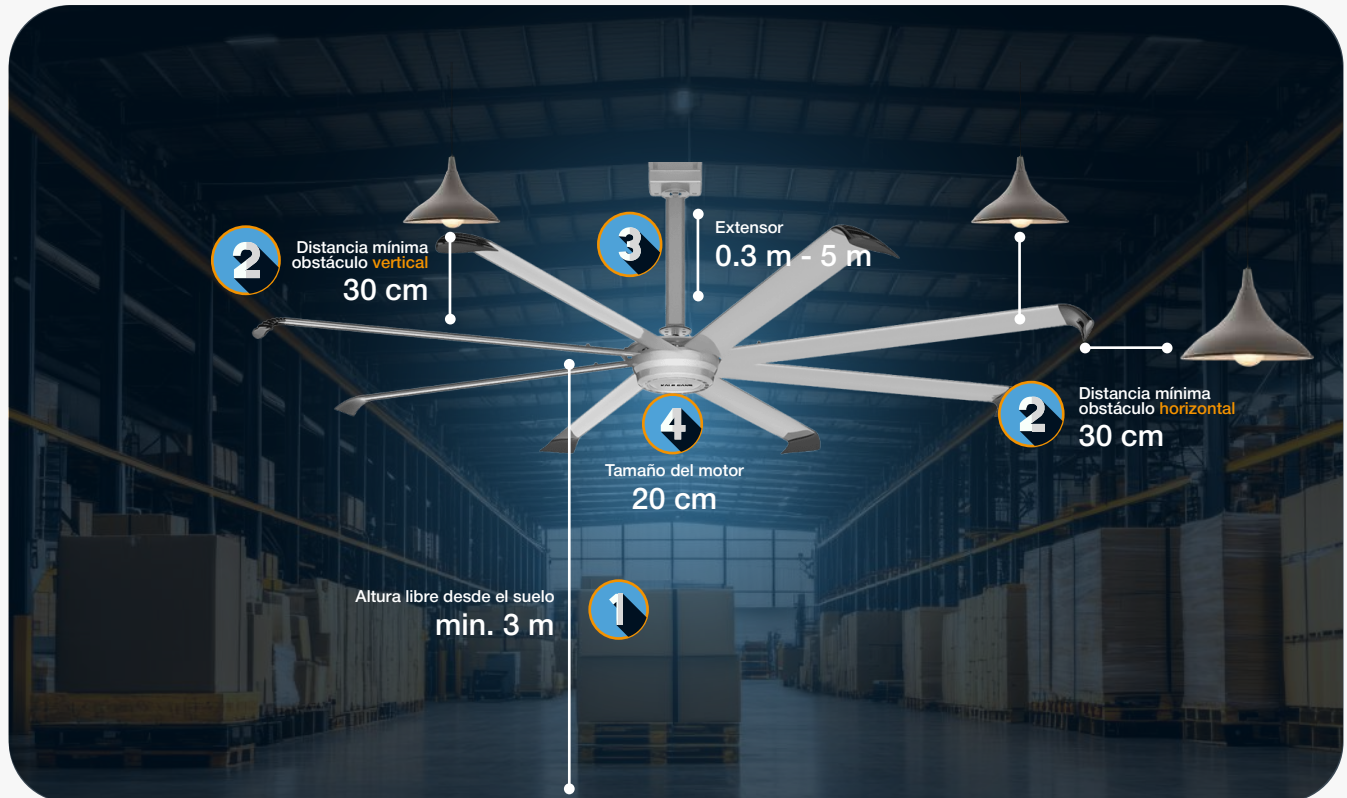 2
Distancia mínima
obstáculo vertical
30 cm
3
Extensor
0.3 m - 5 m
2
Distancia mínima
obstáculo horizontal
30 cm
4
Tamaño del motor
20 cm
Altura libre desde el suelo
min. 3 m
1